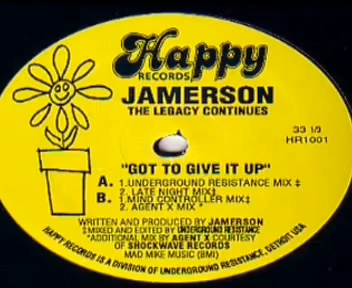 Happy
RECORDS
JAMERSON
THE LEGACY CONTINUES
33 1/3
HR1001
"GOT TO GIVE IT UP"
A. 1.UNDERGROUND RESISTANCE MIX ‡
2. LATE NIGHT MIX‡
B. 1.MIND CONTROLLER MIX‡
2. AGENT X MIX *
WRITTEN AND PRODUCED BY JAMERSON
‡MIXED AND EDITED BY UNDERGROUND RESISTANCE
*ADDITIONAL MIX BY AGENT X COURTESY
OF SHOCKWAVE RECORDS
MAD MIKE MUSIC (BMI)
HAPPY RECORDS IS A DIVISION OF UNDERGROUND RESISTANCE, DETROIT USA